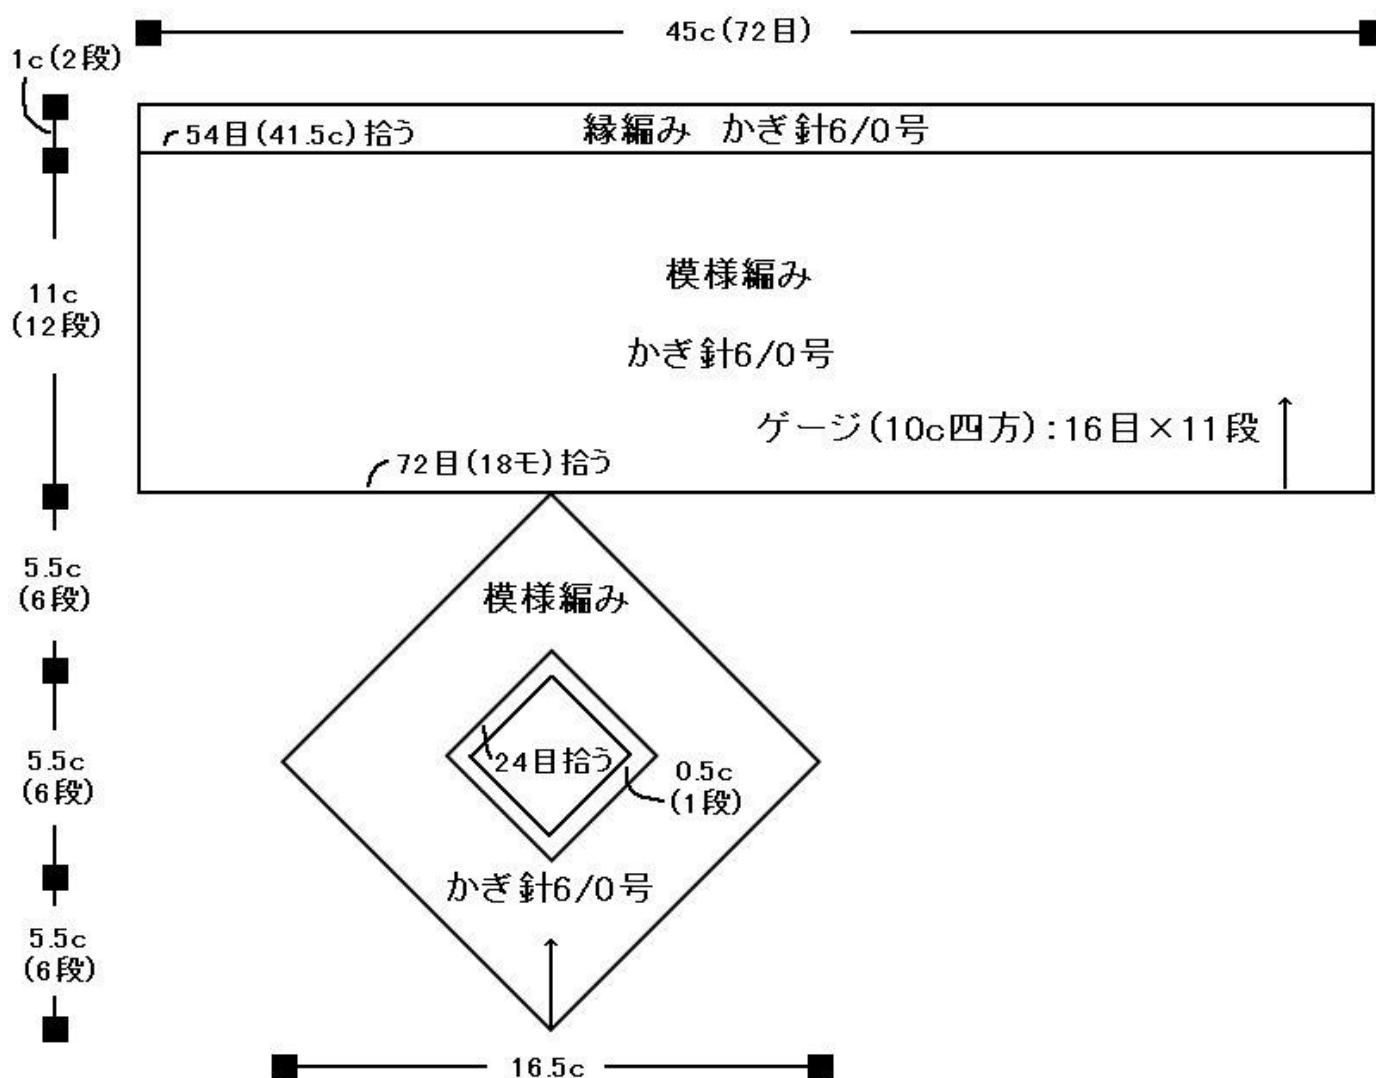 45c(72目)
1c(2段)
54目(41.5c)拾う
縁編み かぎ針6/0号
模様編み
かぎ針6/0号
11c
(12段)
ゲージ(10c四方):16目×11段
72目(18モ)拾う
5.5c
(6段)
模様編み
24目拾う
0.5c
(1段)
5.5c
(6段)
かぎ針6/0号
5.5c
(6段)
16.5c